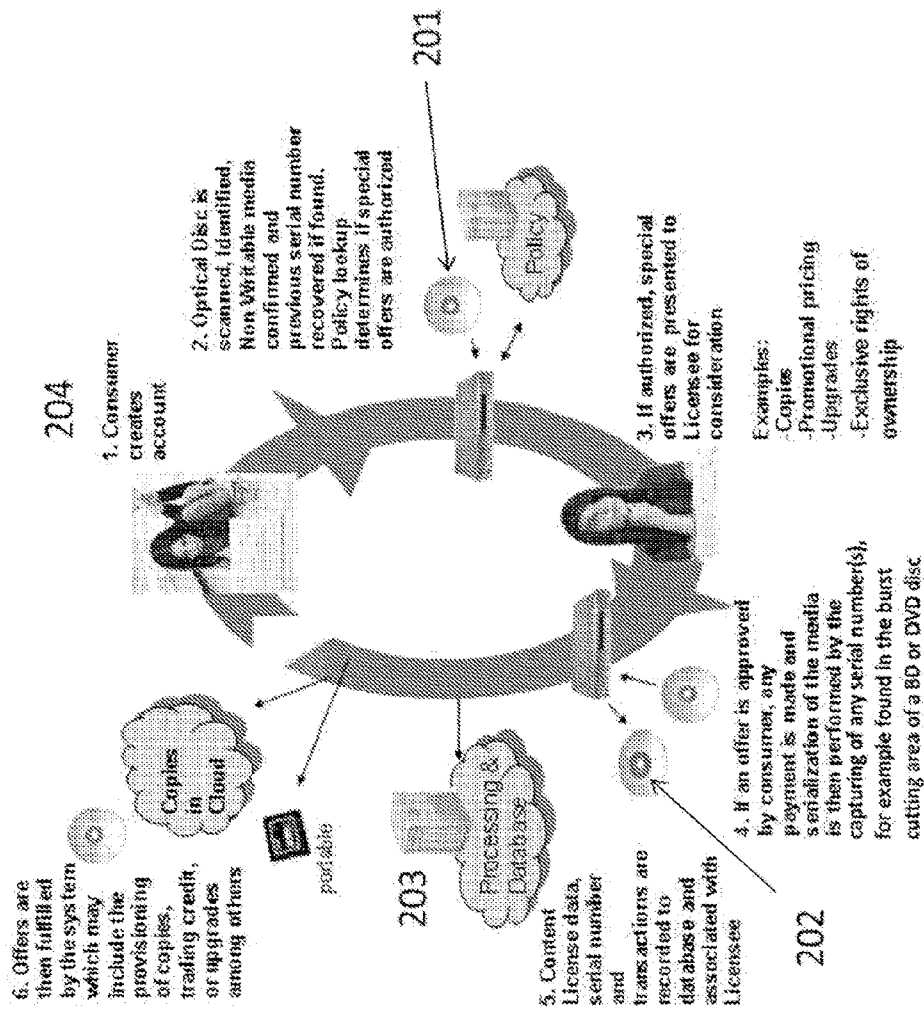 204
1. Consumer
creates
account
2. Optical Disc is
scanned, identified,
Non Writable media
confirmed and
previous serial number
recovered if found.
Policy lookup
determines if special
offers are authorized
201
Policy
3. If authorized, special
offers are presented to
Licensee for
consideration
Examples:
-Copies
-Promotional pricing
-Upgrades
-Exclusive rights of
ownership
4. If an offer is approved
by consumer, any
payment is made and
serialization of the media
is then performed by the
capturing of any serial number(s),
for example found in the burst
cutting area of a BD or DVD disc
202
5. Content
License data,
serial number
and
transactions are
recorded to
database and
associated with
Licensee
203
Processing &
Database
6. Offers are
then fulfilled
by the system
which may
include the
provisioning
of copies,
trading credit,
or upgrades
among others
Copies
in
Cloud
portable